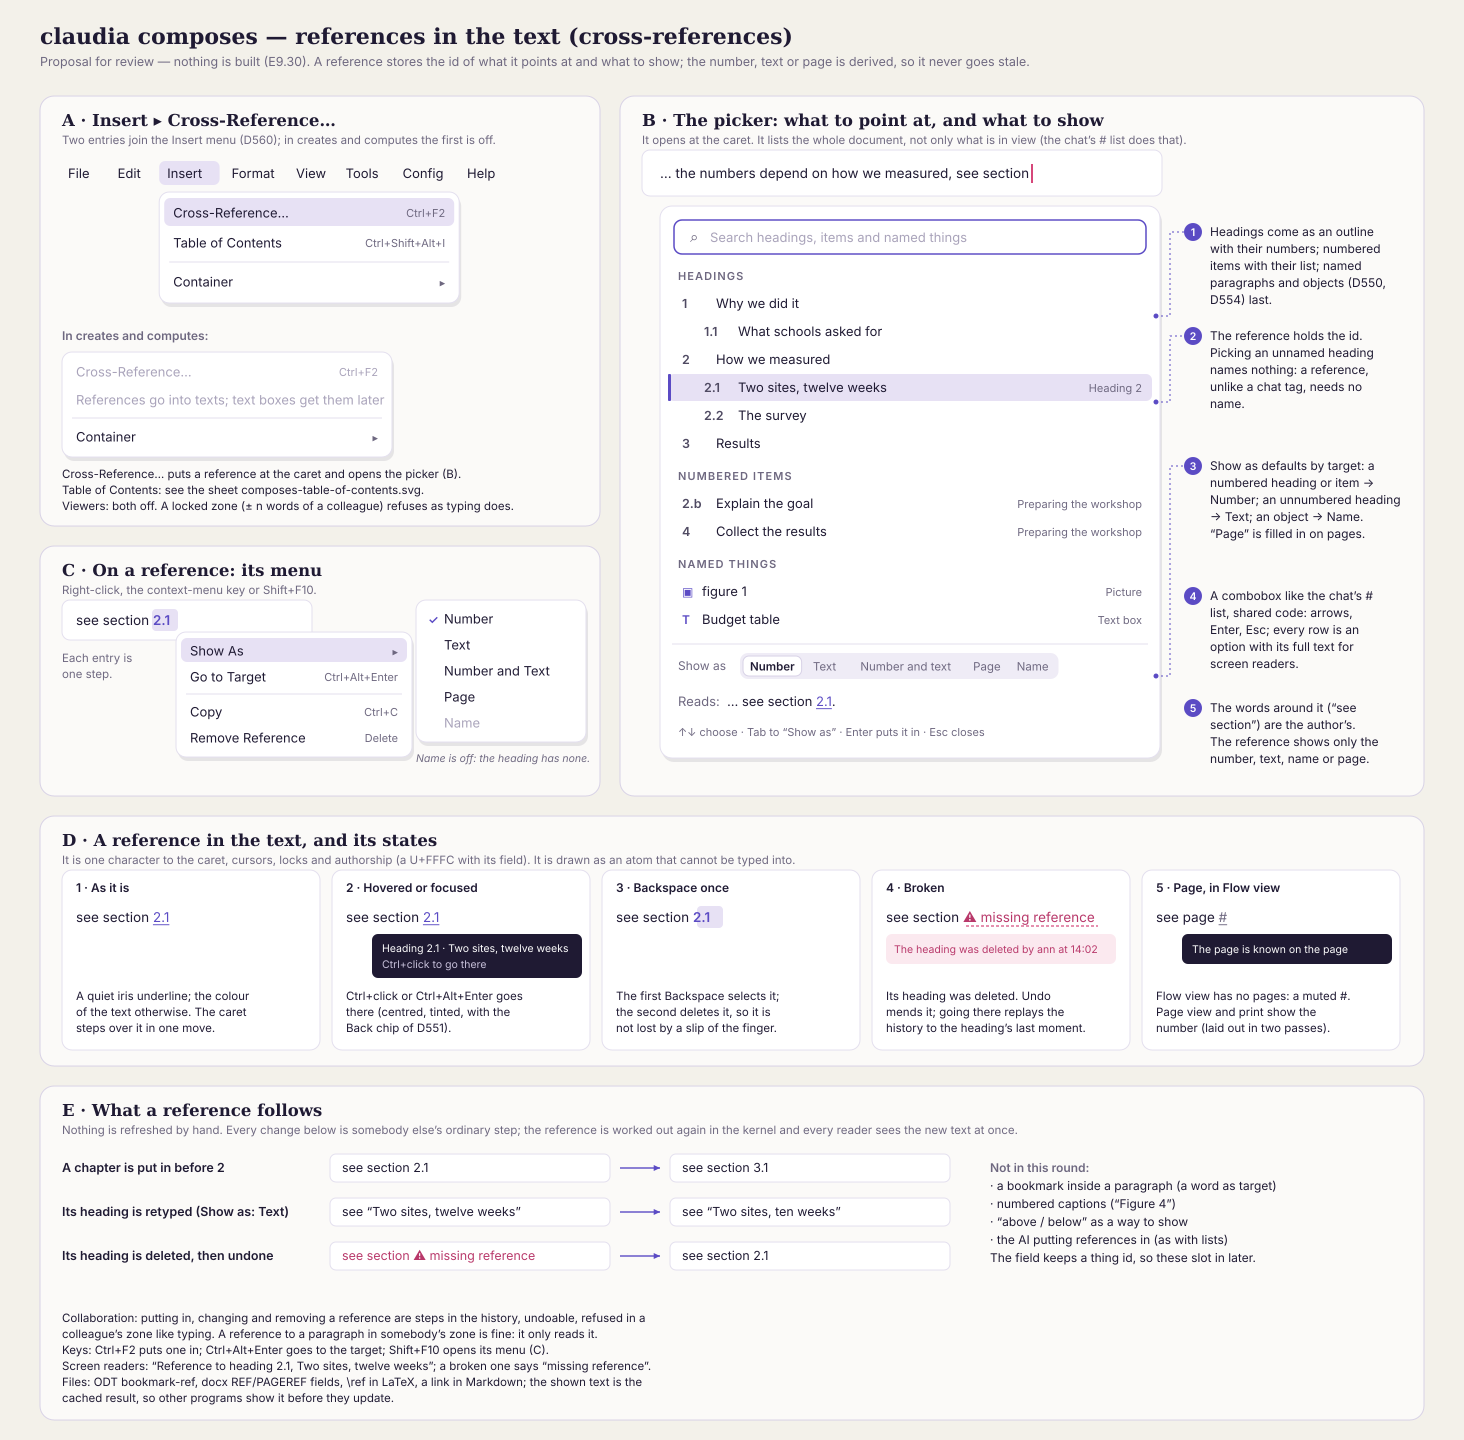 claudia composes — references in the text (cross-references)
Proposal for review — nothing is built (E9.30). A reference stores the id of what it points at and what to show; the number, text or page is derived, so it never goes stale.
A · Insert ▸ Cross-Reference…
Two entries join the Insert menu (D560); in creates and computes the first is off.
File Edit Insert Format View Tools Config Help
Cross-Reference… Ctrl+F2
Table of Contents Ctrl+Shift+Alt+I
Container ▸
In creates and computes:
Cross-Reference… Ctrl+F2
References go into texts; text boxes get them later
Container ▸
Cross-Reference… puts a reference at the caret and opens the picker (B).
Table of Contents: see the sheet composes-table-of-contents.svg.
Viewers: both off. A locked zone (± n words of a colleague) refuses as typing does.
B · The picker: what to point at, and what to show
It opens at the caret. It lists the whole document, not only what is in view (the chat’s # list does that).
… the numbers depend on how we measured, see section
⌕ Search headings, items and named things
HEADINGS
1 Why we did it
1.1 What schools asked for
2 How we measured
2.1 Two sites, twelve weeks Heading 2
2.2 The survey
3 Results
NUMBERED ITEMS
2.b Explain the goal Preparing the workshop
4 Collect the results Preparing the workshop
NAMED THINGS
▣ figure 1 Picture
T Budget table Text box
Show as Number Text Number and text Page Name
Reads: … see section 2.1.
↑↓ choose · Tab to “Show as” · Enter puts it in · Esc closes
1 Headings come as an outline
with their numbers; numbered
items with their list; named
paragraphs and objects (D550,
D554) last.
2 The reference holds the id.
Picking an unnamed heading
names nothing: a reference,
unlike a chat tag, needs no
name.
3 Show as defaults by target: a
numbered heading or item →
Number; an unnumbered heading
→ Text; an object → Name.
“Page” is filled in on pages.
4 A combobox like the chat’s #
list, shared code: arrows,
Enter, Esc; every row is an
option with its full text for
screen readers.
5 The words around it (“see
section”) are the author’s.
The reference shows only the
number, text, name or page.
C · On a reference: its menu
Right-click, the context-menu key or Shift+F10.
see section 2.1
Each entry is
one step.
Show As ▸
Go to Target Ctrl+Alt+Enter
Copy Ctrl+C
Remove Reference Delete
✓ Number
Text
Number and Text
Page
Name
Name is off: the heading has none.
D · A reference in the text, and its states
It is one character to the caret, cursors, locks and authorship (a U+FFFC with its field). It is drawn as an atom that cannot be typed into.
1 · As it is
see section 2.1
A quiet iris underline; the colour
of the text otherwise. The caret
steps over it in one move.
2 · Hovered or focused
see section 2.1
Heading 2.1 · Two sites, twelve weeks
Ctrl+click to go there
Ctrl+click or Ctrl+Alt+Enter goes
there (centred, tinted, with the
Back chip of D551).
3 · Backspace once
see section 2.1
The first Backspace selects it;
the second deletes it, so it is
not lost by a slip of the finger.
4 · Broken
see section ⚠ missing reference
The heading was deleted by ann at 14:02
Its heading was deleted. Undo
mends it; going there replays the
history to the heading’s last moment.
5 · Page, in Flow view
see page #
The page is known on the page
Flow view has no pages: a muted #.
Page view and print show the
number (laid out in two passes).
E · What a reference follows
Nothing is refreshed by hand. Every change below is somebody else’s ordinary step; the reference is worked out again in the kernel and every reader sees the new text at once.
A chapter is put in before 2 see section 2.1 see section 3.1
Its heading is retyped (Show as: Text) see “Two sites, twelve weeks” see “Two sites, ten weeks”
Its heading is deleted, then undone see section ⚠ missing reference see section 2.1
Not in this round:
· a bookmark inside a paragraph (a word as target)
· numbered captions (“Figure 4”)
· “above / below” as a way to show
· the AI putting references in (as with lists)
The field keeps a thing id, so these slot in later.
Collaboration: putting in, changing and removing a reference are steps in the history, undoable, refused in a
colleague’s zone like typing. A reference to a paragraph in somebody’s zone is fine: it only reads it.
Keys: Ctrl+F2 puts one in; Ctrl+Alt+Enter goes to the target; Shift+F10 opens its menu (C).
Screen readers: “Reference to heading 2.1, Two sites, twelve weeks”; a broken one says “missing reference”.
Files: ODT bookmark-ref, docx REF/PAGEREF fields, \ref in LaTeX, a link in Markdown; the shown text is the
cached result, so other programs show it before they update.